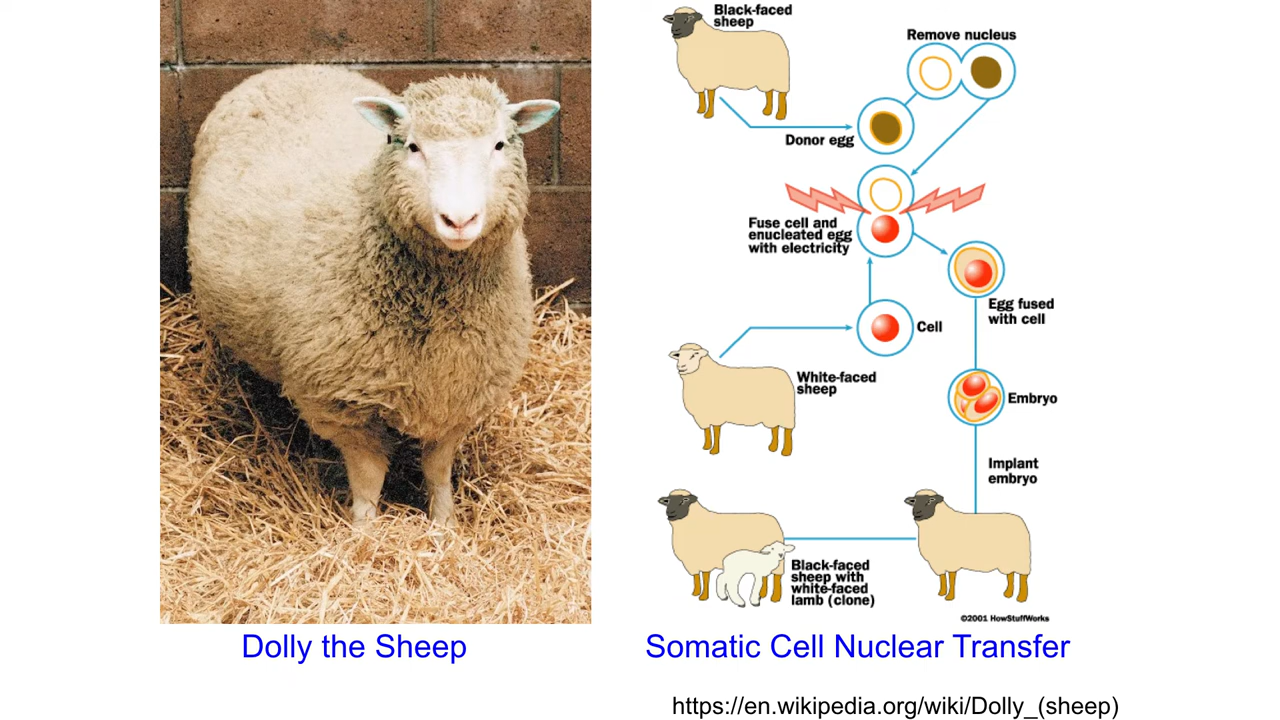 Black-faced
sheep
Remove nucleus
Donor egg
Fuse cell and
enucleated egg
with electricity
Egg fused
with cell
Cell
White-faced
sheep
Embryo
Implant
embryo
Black-faced
sheep with
white-faced
lamb (clone)
©2001 HowStuffWorks
Dolly the Sheep
Somatic Cell Nuclear Transfer
https://en.wikipedia.org/wiki/Dolly_(sheep)